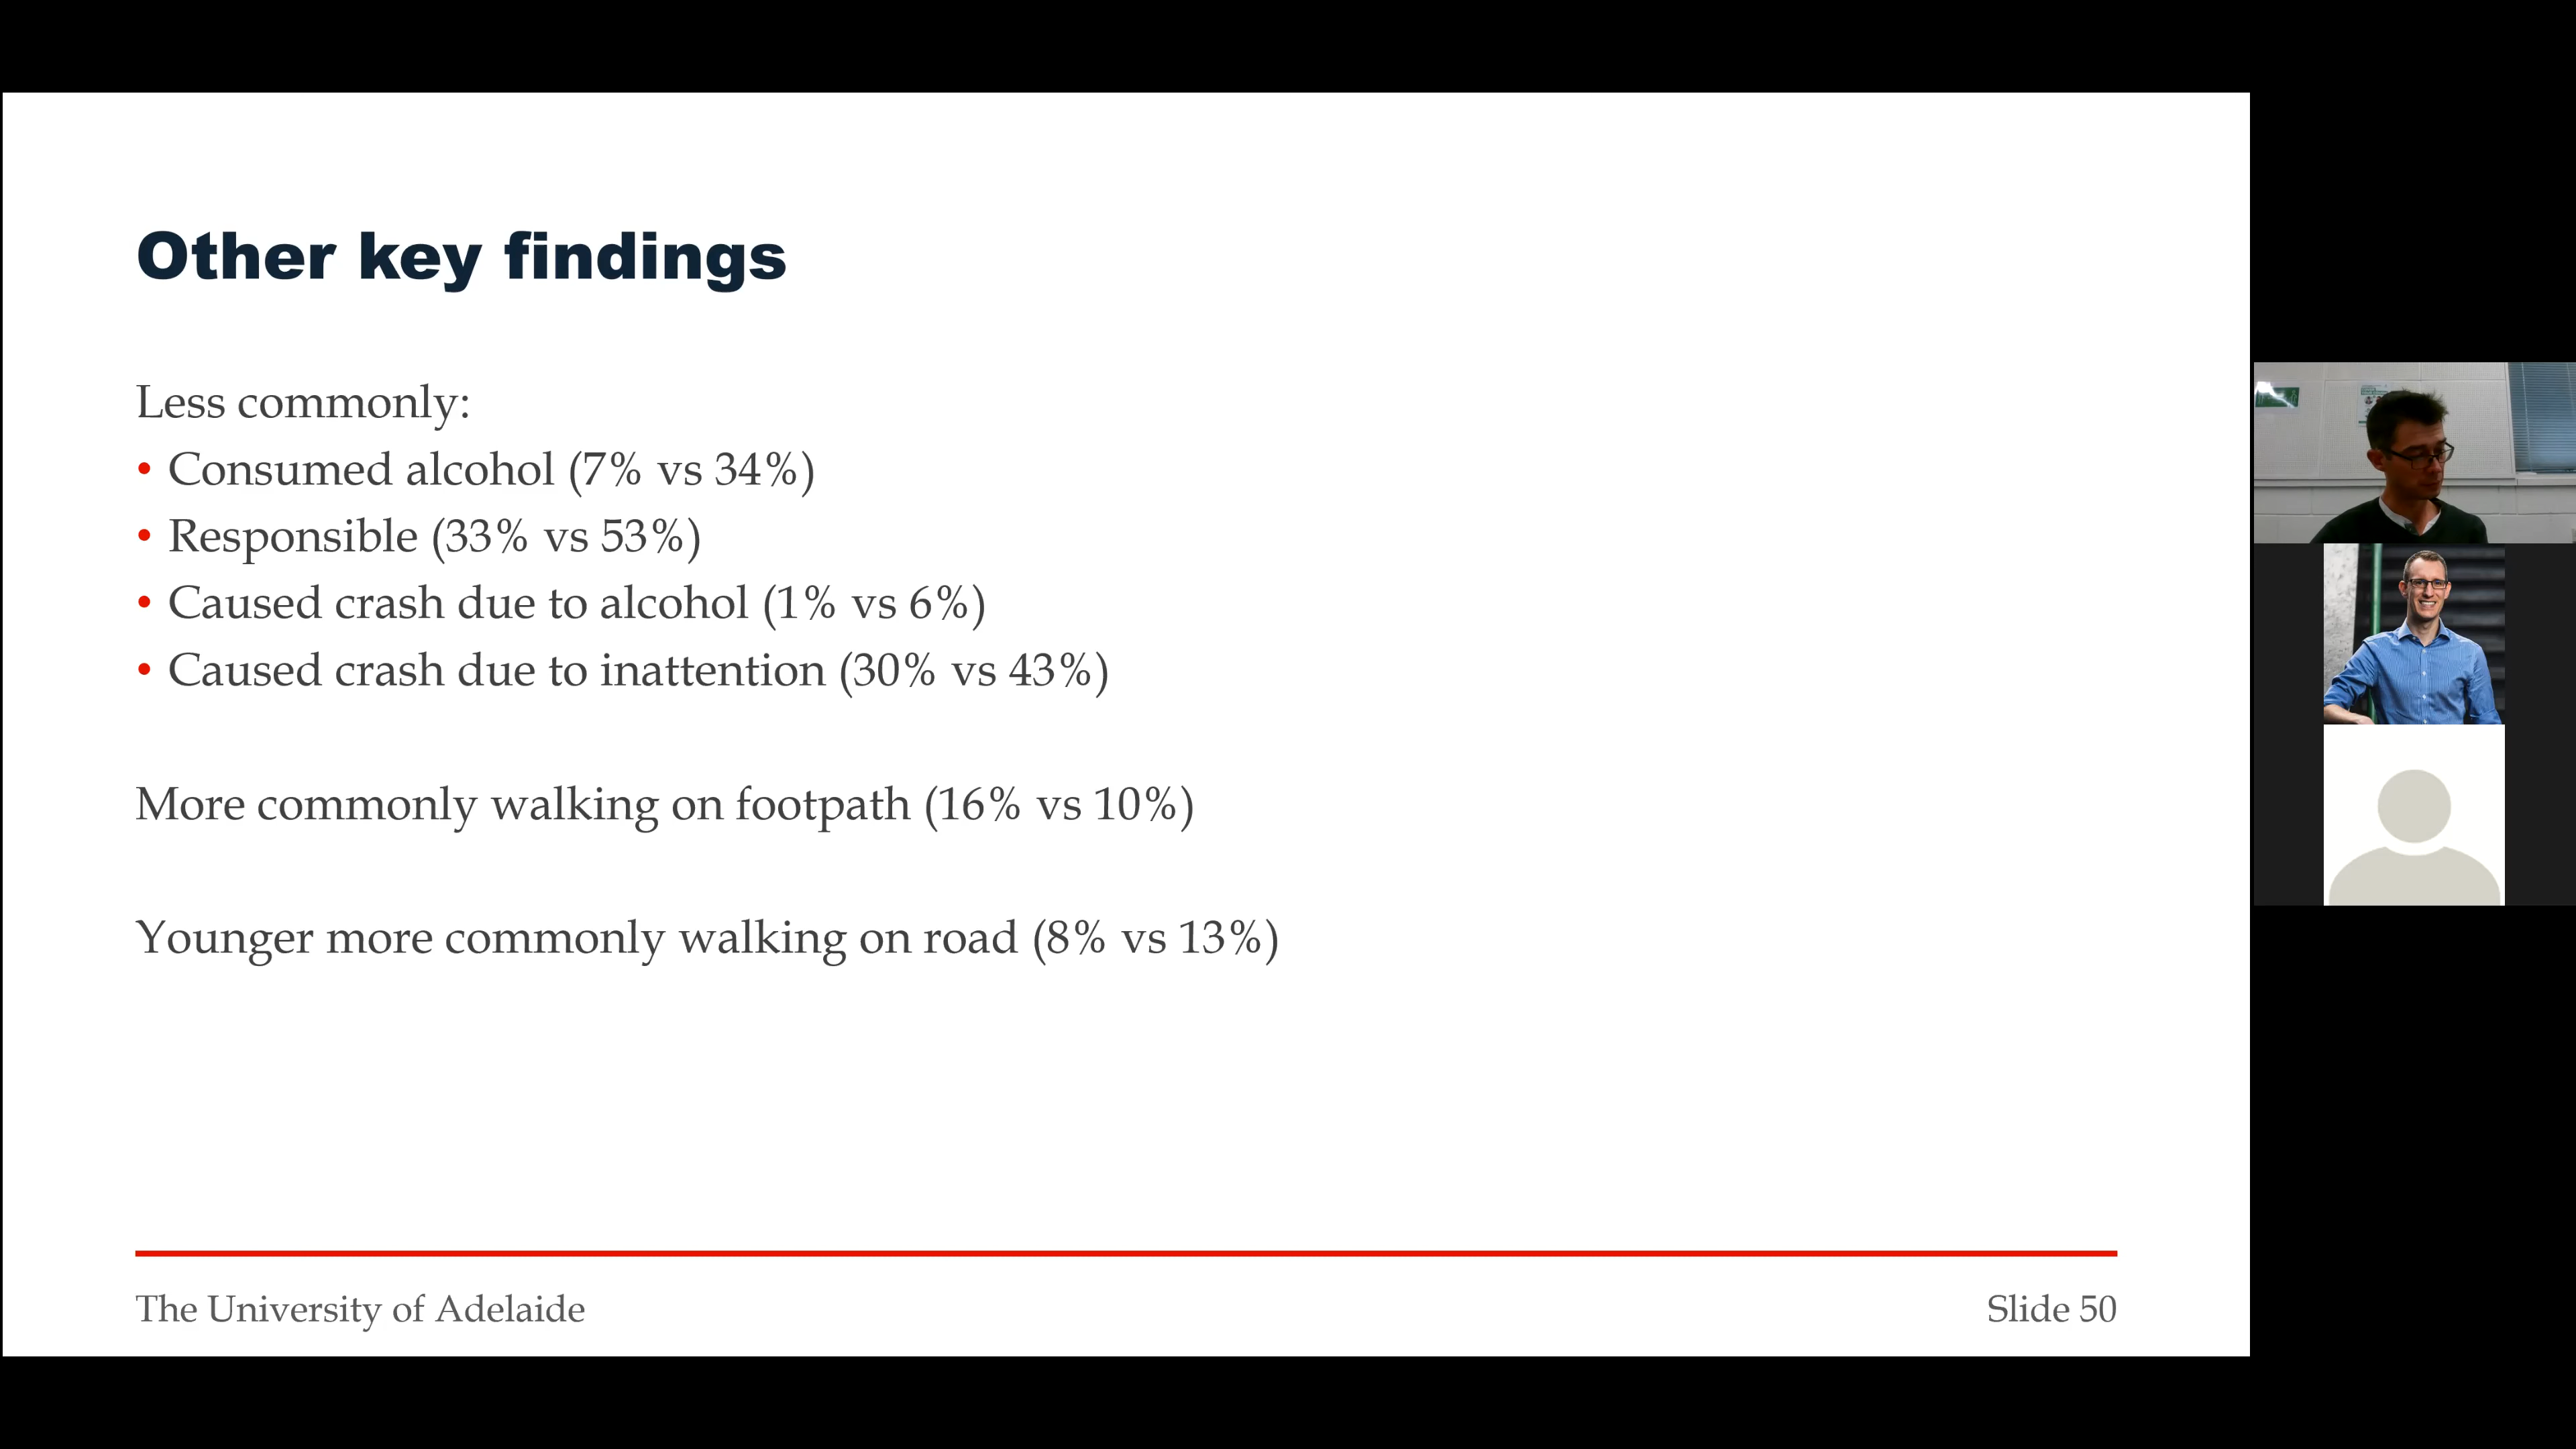 Other key findings
Less commonly:
• Consumed alcohol (7% vs 34%)
• Responsible (33% vs 53%)
• Caused crash due to alcohol (1% vs 6%)
• Caused crash due to inattention (30% vs 43%)
More commonly walking on footpath (16% vs 10%)
Younger more commonly walking on road (8% vs 13%)
The University of Adelaide
Slide 50